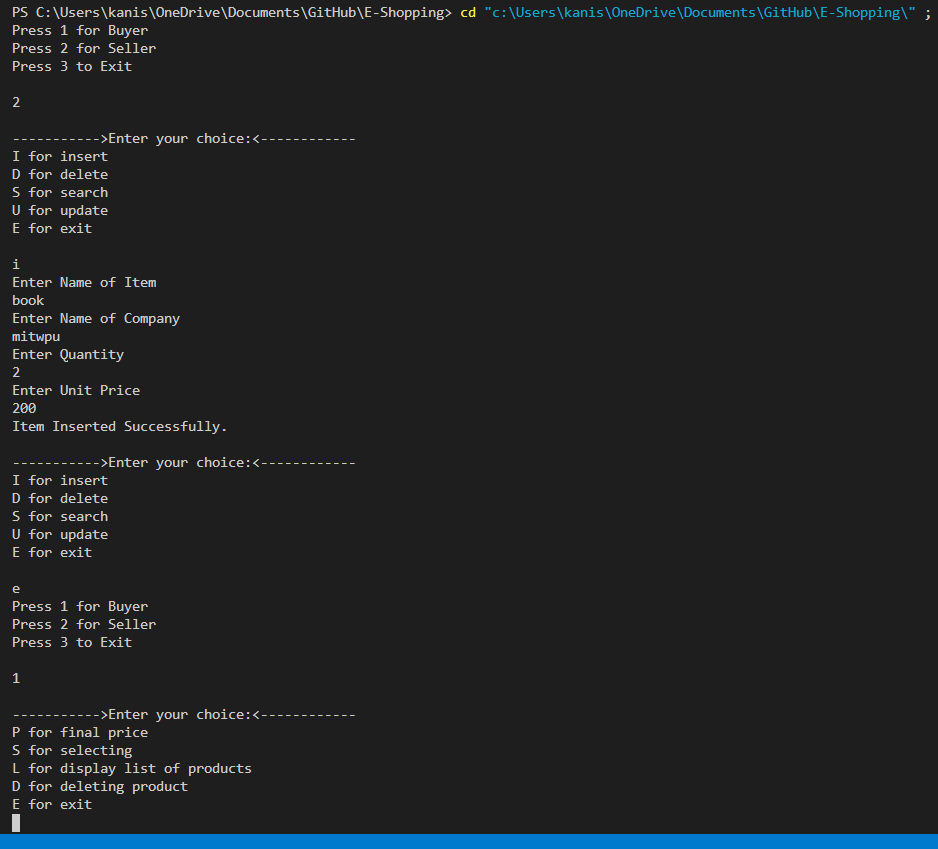 PS C:\Users\kanis\OneDrive\Documents\GitHub\E-Shopping> cd "c:\Users\kanis\OneDrive\Documents\GitHub\E-Shopping\" ;
Press 1 for Buyer
Press 2 for Seller
Press 3 to Exit
2
----------->Enter your choice:<------------
I for insert
D for delete
S for search
U for update
E for exit
i
Enter Name of Item
book
Enter Name of Company
mitwpu
Enter Quantity
2
Enter Unit Price
200
Item Inserted Successfully.
----------->Enter your choice:<------------
I for insert
D for delete
S for search
U for update
E for exit
e
Press 1 for Buyer
Press 2 for Seller
Press 3 to Exit
1
----------->Enter your choice:<------------
P for final price
S for selecting
L for display list of products
D for deleting product
E for exit